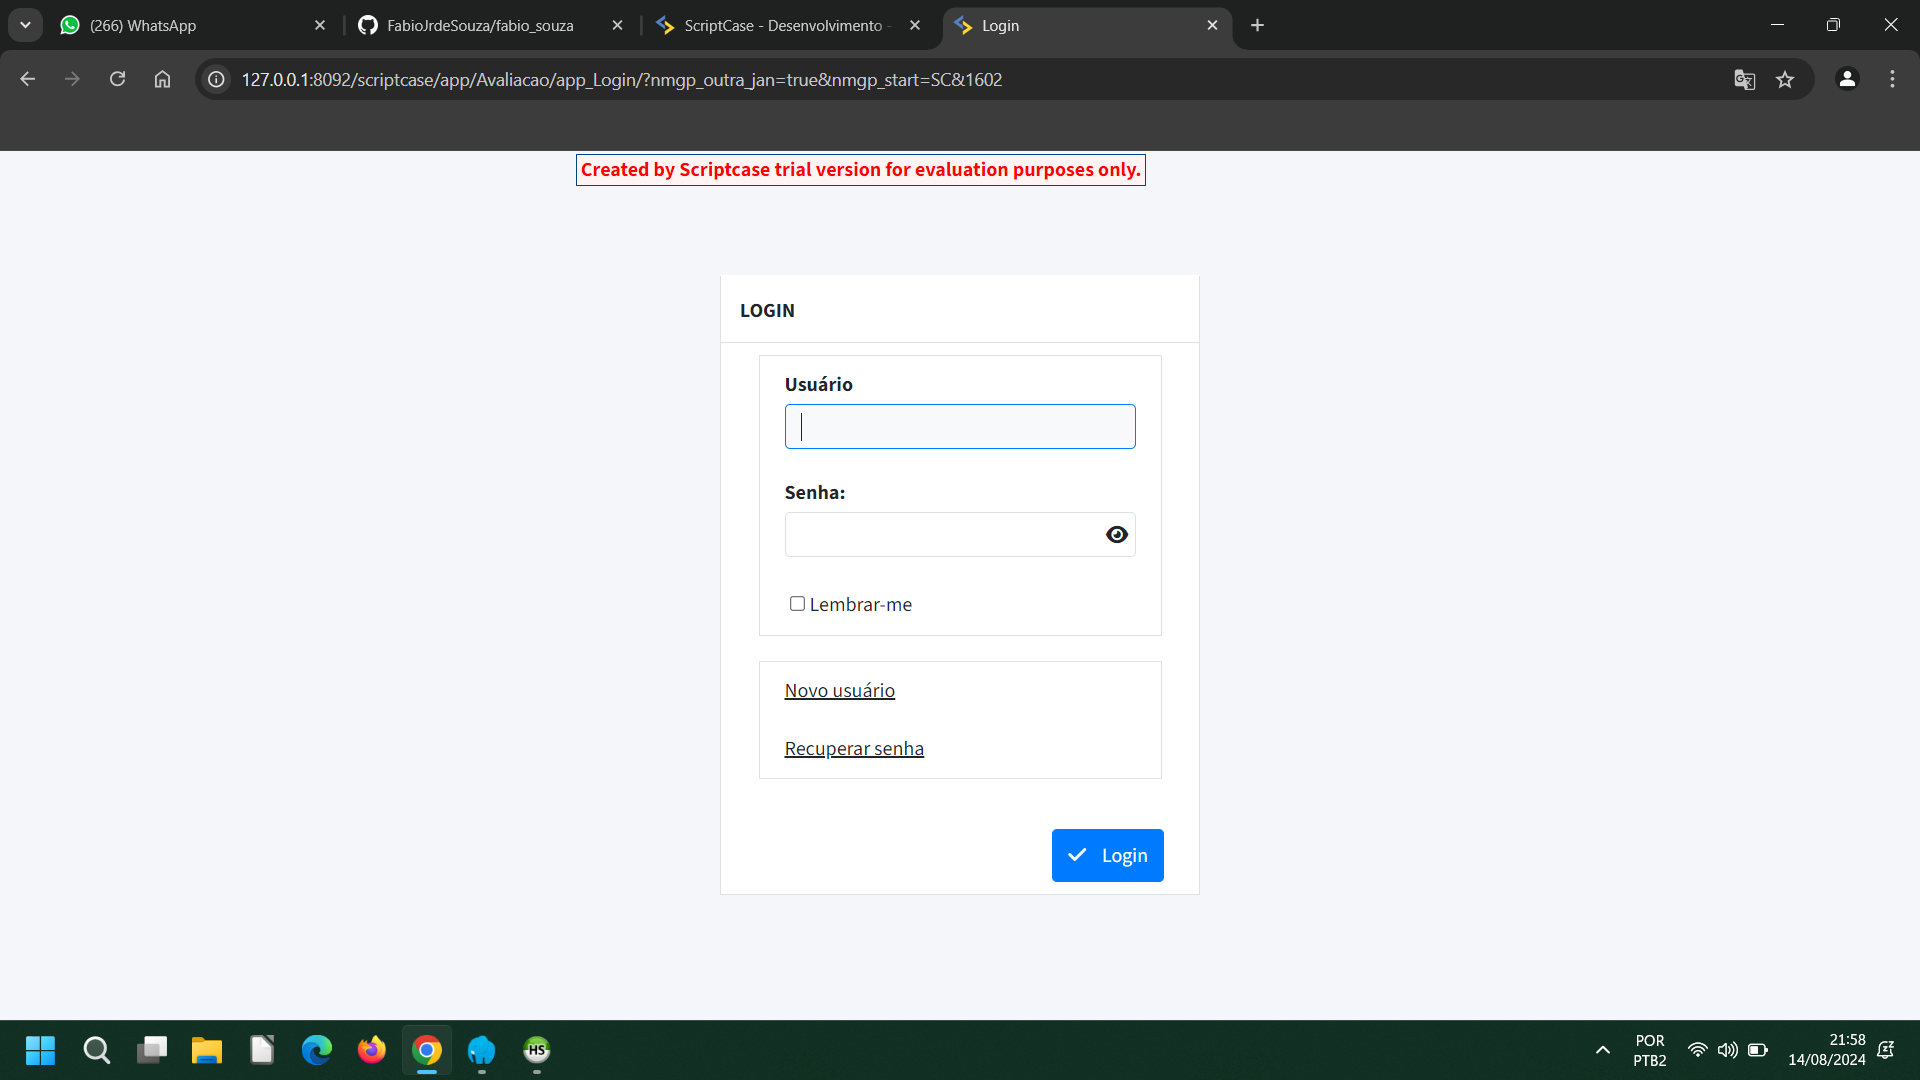 (266) WhatsApp
FabioJrdeSouza/fabio_souza
ScriptCase - Desenvolvimento -
Login
127.0.0.1:8092/scriptcase/app/Avaliacao/app_Login/?nmgp_outra_jan=true&nmgp_start=SC&1602
Created by Scriptcase trial version for evaluation purposes only.
LOGIN
Usuário
Senha:
Lembrar-me
Novo usuário
Recuperar senha
Login
HS
POR
PTB2
21:58
14/08/2024